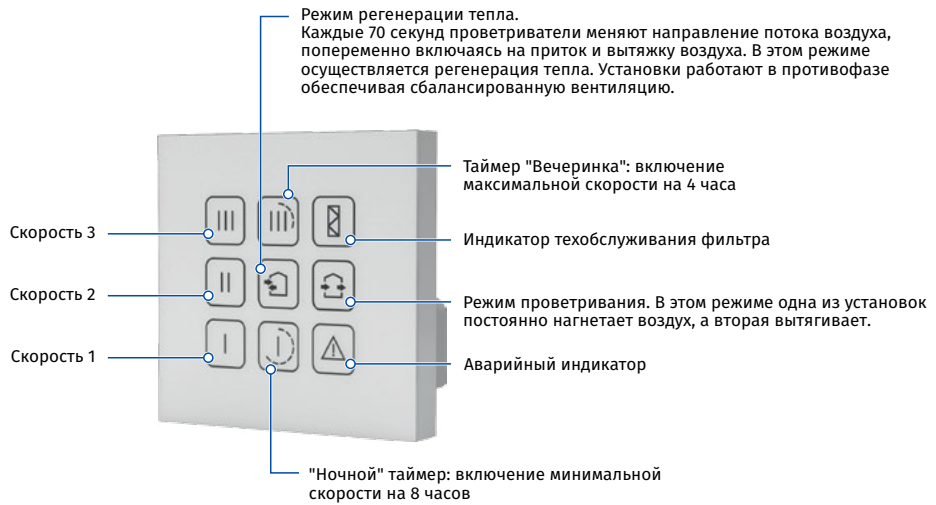 Режим регенерации тепла.
Каждые 70 секунд проветриватели меняют направление потока воздуха,
попеременно включаясь на приток и вытяжку воздуха. В этом режиме
осуществляется регенерация тепла. Установки работают в противофазе
обеспечивая сбалансированную вентиляцию.
Таймер "Вечеринка": включение
максимальной скорости на 4 часа
Скорость 3
Индикатор техобслуживания фильтра
Скорость 2
Режим проветривания. В этом режиме одна из установок
постоянно нагнетает воздух, а вторая вытягивает.
Скорость 1
Аварийный индикатор
"Ночной" таймер: включение минимальной
скорости на 8 часов